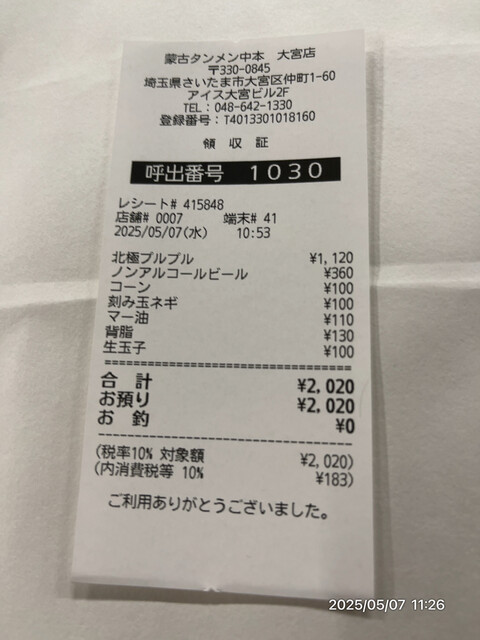 蒙古タンメン中本 大宮店
〒330-0845
埼玉県さいたま市大宮区仲町1-60
アイス大宮ビル2F
TEL：048-642-1330
登録番号：T4013301018160
領 収 証
呼出番号 1030
レシート# 415848
店舗# 0007 端末# 41
2025/05/07(水) 10:53
北極プルプル ¥1,120
ノンアルコールビール ¥360
コーン ¥100
刻み玉ネギ ¥100
マー油 ¥110
背脂 ¥130
生玉子 ¥100
合 計 ¥2,020
お預り ¥2,020
お 釣 ¥0
(税率10% 対象額 ¥2,020)
(内消費税等 10% ¥183)
ご利用ありがとうございました。
2025/05/07 11:26